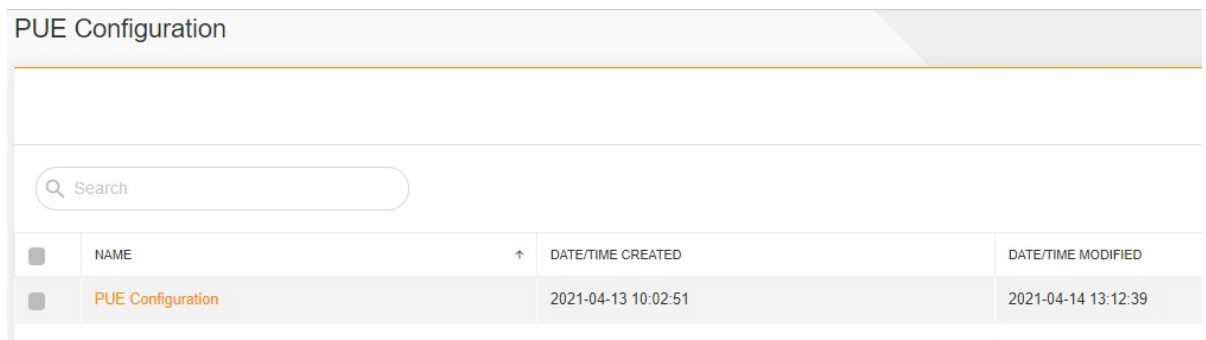 PUE Configuration
Search
NAME ↑ DATE/TIME CREATED DATE/TIME MODIFIED
PUE Configuration 2021-04-13 10:02:51 2021-04-14 13:12:39